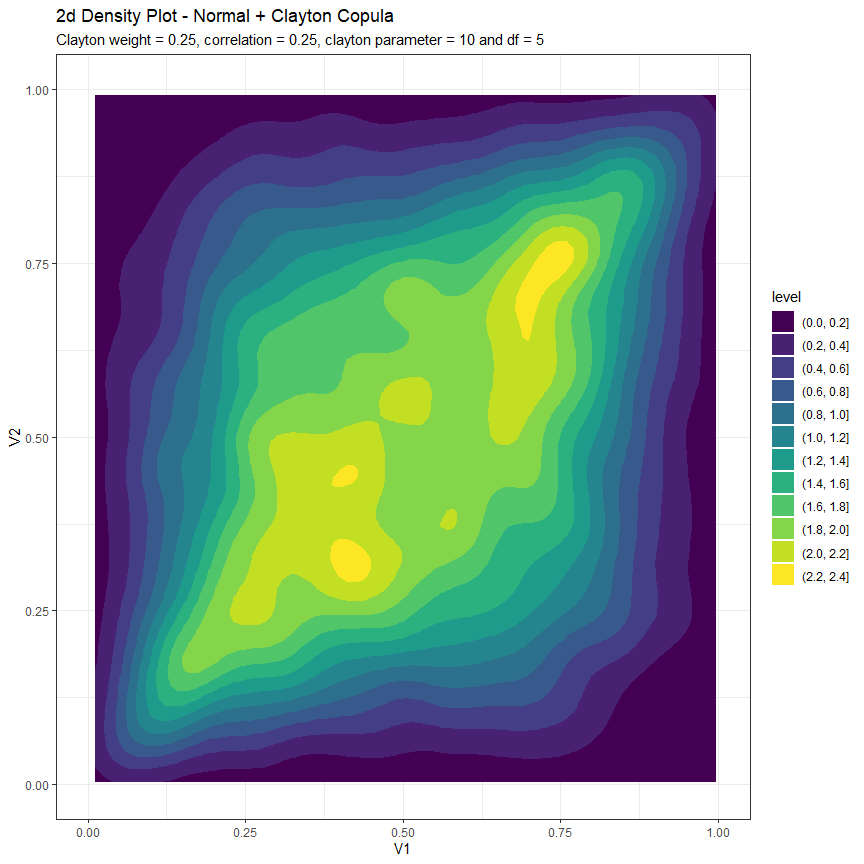 2d Density Plot - Normal + Clayton Copula
Clayton weight = 0.25, correlation = 0.25, clayton parameter = 10 and df = 5
1.00
0.75
0.50
0.25
0.00
V2
0.00 0.25 0.50 0.75 1.00
V1
level
(0.0, 0.2]
(0.2, 0.4]
(0.4, 0.6]
(0.6, 0.8]
(0.8, 1.0]
(1.0, 1.2]
(1.2, 1.4]
(1.4, 1.6]
(1.6, 1.8]
(1.8, 2.0]
(2.0, 2.2]
(2.2, 2.4]